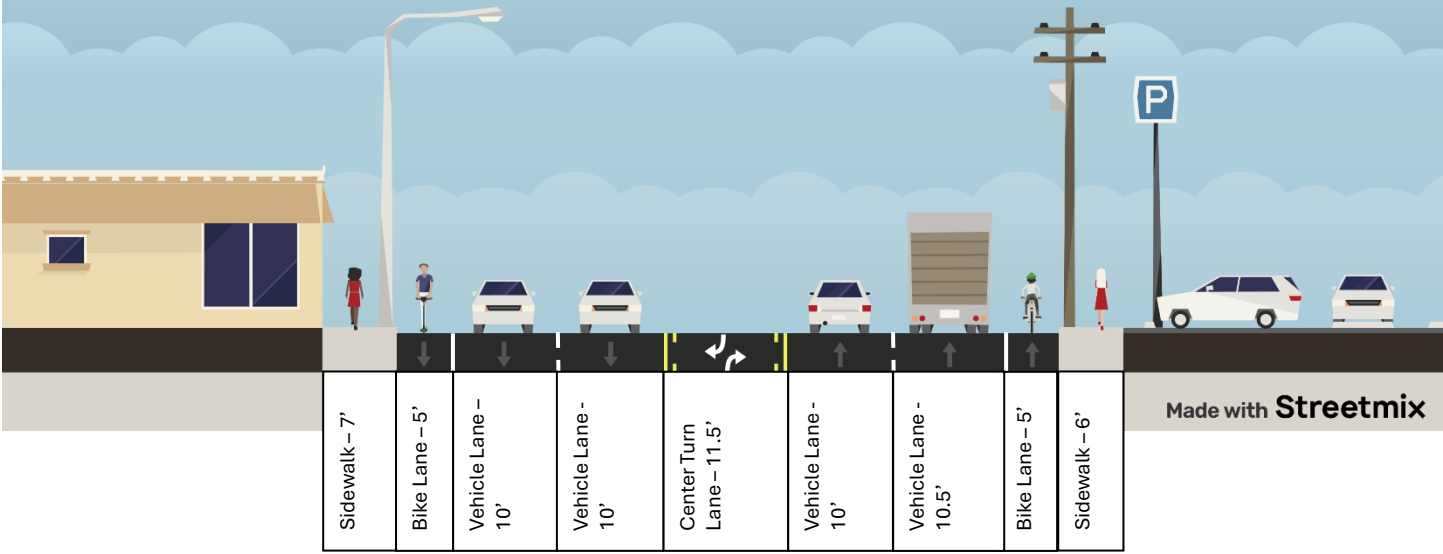 P
Made with Streetmix
Sidewalk – 7’
Bike Lane – 5’
Vehicle Lane –
10’
Vehicle Lane -
10’
Center Turn
Lane – 11.5’
Vehicle Lane -
10’
Vehicle Lane -
10.5’
Bike Lane – 5’
Sidewalk – 6’